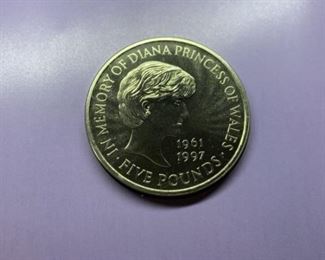 IN MEMORY OF DIANA PRINCESS OF WALES
1961
1997
· FIVE POUNDS ·